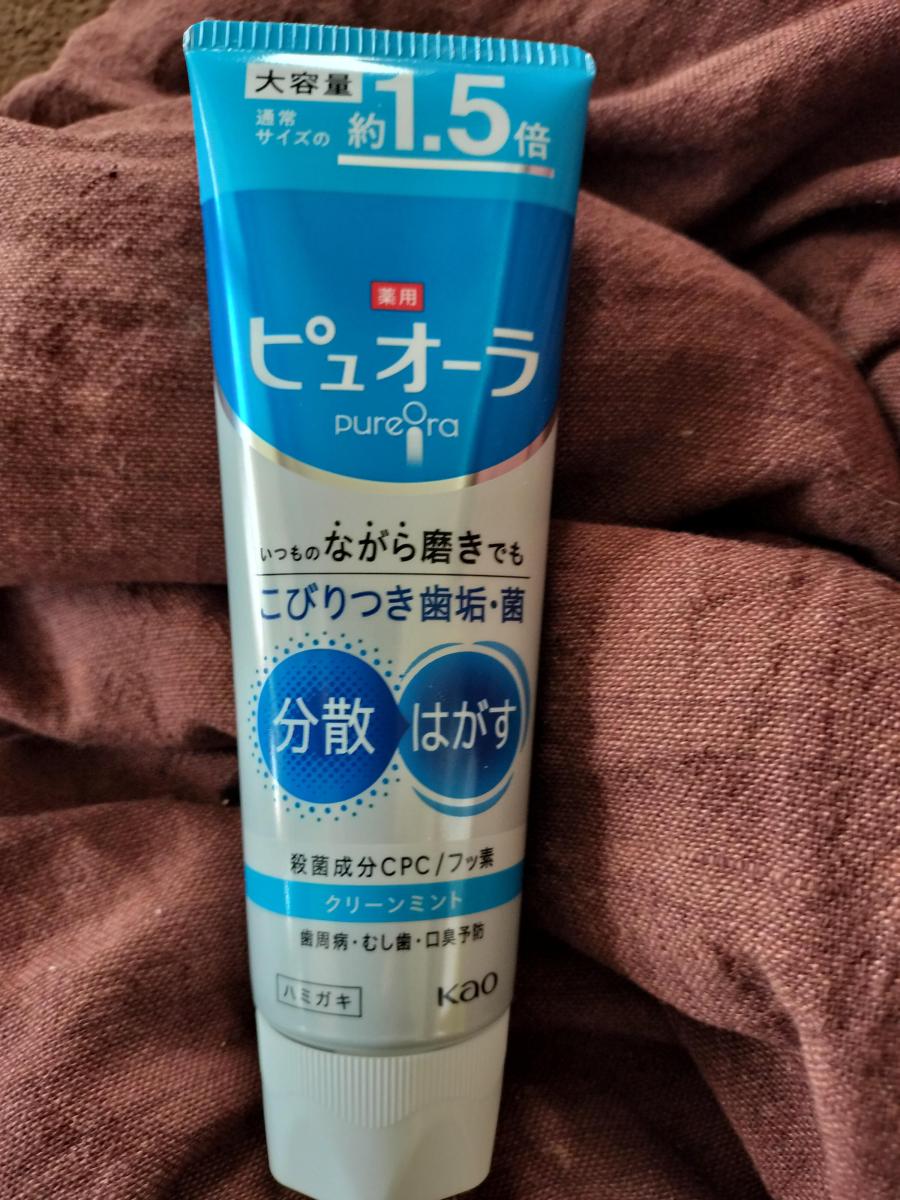 大容量
通常
サイズの
約1.5倍
薬用
ピュオーラ
pureora
いつものながら磨きでも
こびりつき歯垢・菌
分散 はがす
殺菌成分CPC/フッ素
クリーンミント
歯周病・むし歯・口臭予防
ハミガキ
Kao